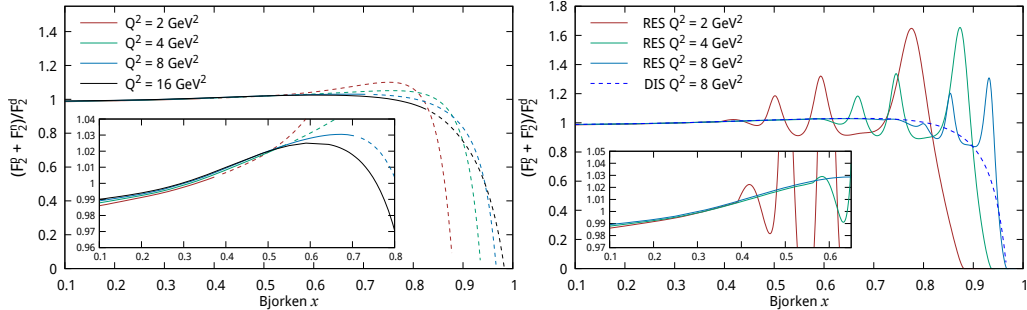 (F₂ᵖ + F₂ⁿ)/F₂ᵈ
1.4
1.2
1
0.8
0.6
0.4
0.2
0
Q² = 2 GeV²
Q² = 4 GeV²
Q² = 8 GeV²
Q² = 16 GeV²
1.04
1.03
1.02
1.01
1
0.99
0.98
0.97
0.96
0.1 0.2 0.3 0.4 0.5 0.6 0.7 0.8
0.1 0.2 0.3 0.4 0.5 0.6 0.7 0.8 0.9 1
Bjorken x
(F₂ᵖ + F₂ⁿ)/F₂ᵈ
1.8
1.6
1.4
1.2
1
0.8
0.6
0.4
0.2
0
RES Q² = 2 GeV²
RES Q² = 4 GeV²
RES Q² = 8 GeV²
DIS Q² = 8 GeV²
1.05
1.04
1.03
1.02
1.01
1
0.99
0.98
0.97
0.1 0.2 0.3 0.4 0.5 0.6
0.1 0.2 0.3 0.4 0.5 0.6 0.7 0.8 0.9 1
Bjorken x